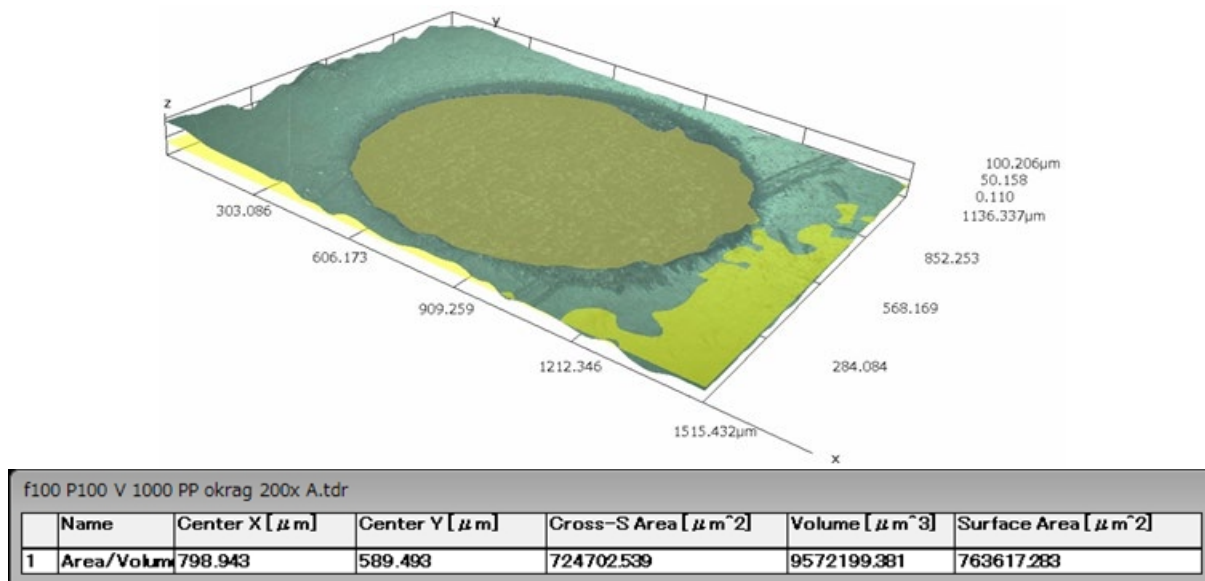 y
z
100.206μm
50.158
0.110
1136.337μm
303.086
852.253
606.173
909.259
568.169
1212.346
284.084
1515.432μm
x
f100 P100 V 1000 PP okrag 200x A.tdr
Name Center X [μm] Center Y [μm] Cross-S Area [μm^2] Volume [μm^3] Surface Area [μm^2]
1 Area/Volum 798.943 589.493 724702.539 9572199.381 763617.283